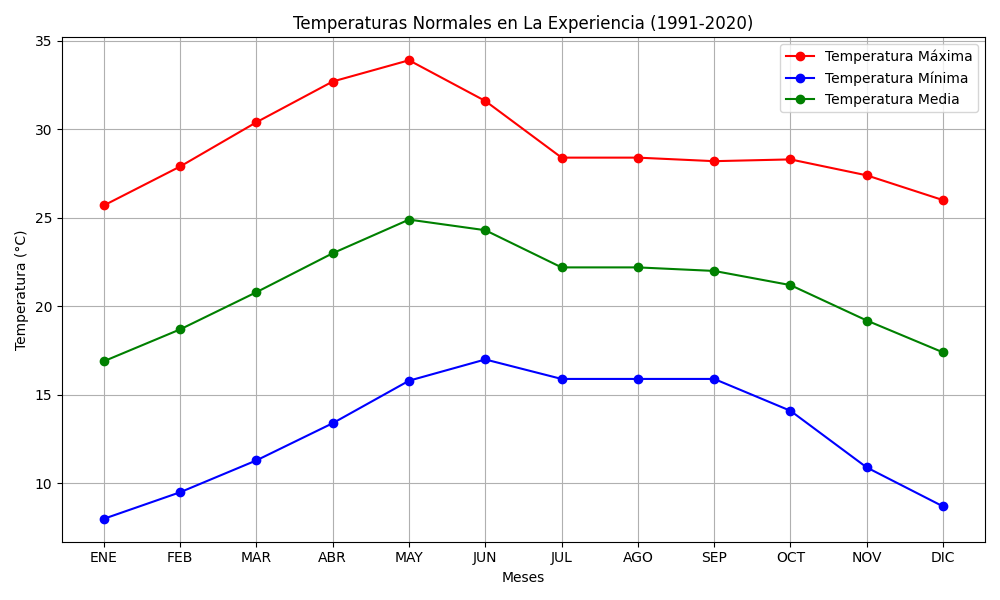 Temperaturas Normales en La Experiencia (1991-2020)
Temperatura Máxima
Temperatura Mínima
Temperatura Media
Temperatura (°C)
35
30
25
20
15
10
ENE FEB MAR ABR MAY JUN JUL AGO SEP OCT NOV DIC
Meses